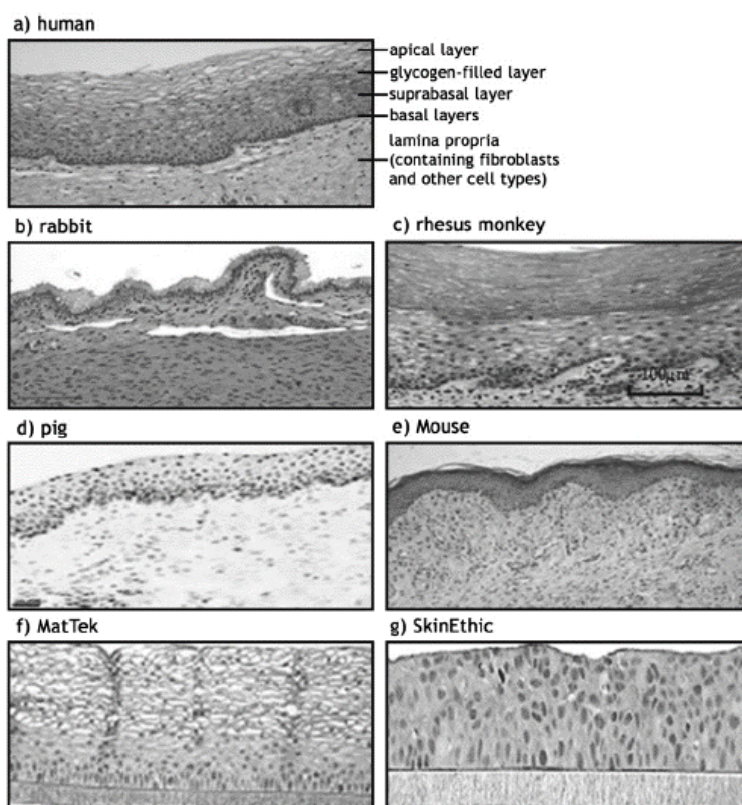 a) human
apical layer
glycogen-filled layer
suprabasal layer
basal layers
lamina propria
(containing fibroblasts
and other cell types)
b) rabbit
c) rhesus monkey
100μm
d) pig
e) Mouse
f) MatTek
g) SkinEthic